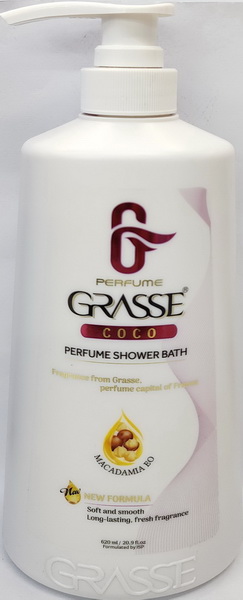 G
PERFUME
GRASSE®
COCO
PERFUME SHOWER BATH
Fragrance from Grasse,
perfume capital of France
MACADAMIA EO
New NEW FORMULA
Soft and smooth
Long-lasting, fresh fragrance
620 ml / 20.9 fl.oz
Formulated by RP
GRASSE